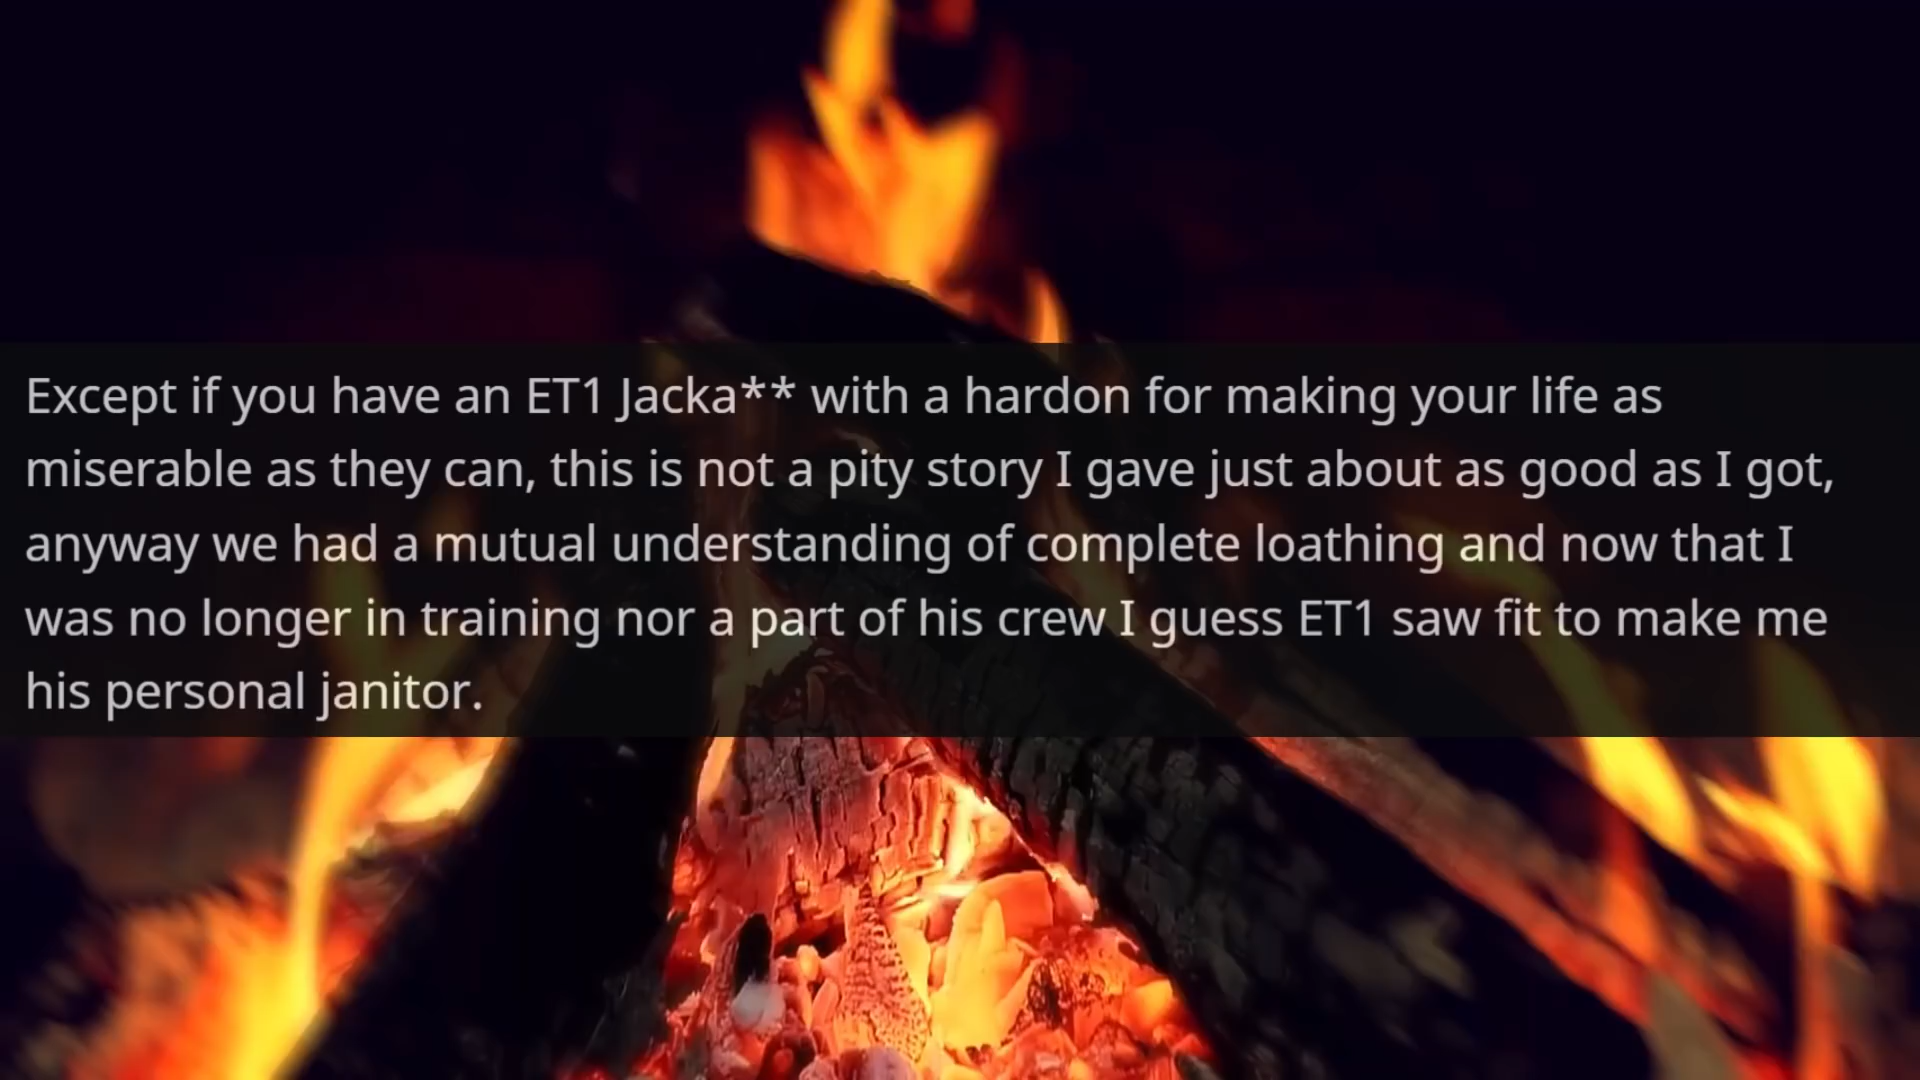 Except if you have an ET1 Jacka** with a hardon for making your life as
miserable as they can, this is not a pity story I gave just about as good as I got,
anyway we had a mutual understanding of complete loathing and now that I
was no longer in training nor a part of his crew I guess ET1 saw fit to make me
his personal janitor.